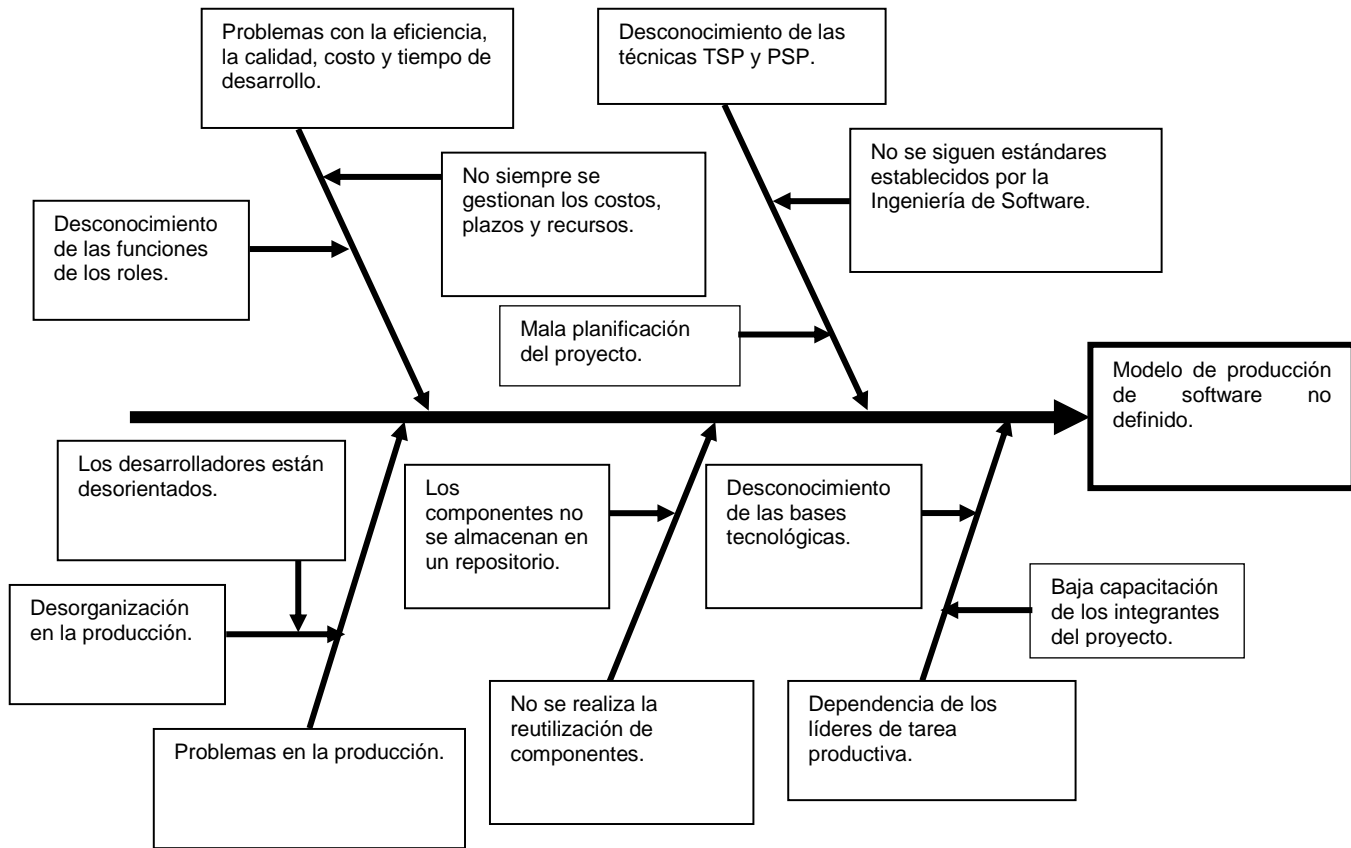 Problemas con la eficiencia,
la calidad, costo y tiempo de
desarrollo.
Desconocimiento de las
técnicas TSP y PSP.
No siempre se
gestionan los costos,
plazos y recursos.
No se siguen estándares
establecidos por la
Ingeniería de Software.
Desconocimiento
de las funciones
de los roles.
Mala planificación
del proyecto.
Modelo de producción
de software no
definido.
Los desarrolladores están
desorientados.
Los
componentes no
se almacenan en
un repositorio.
Desconocimiento
de las bases
tecnológicas.
Desorganización
en la producción.
Baja capacitación
de los integrantes
del proyecto.
Problemas en la producción.
No se realiza la
reutilización de
componentes.
Dependencia de los
líderes de tarea
productiva.